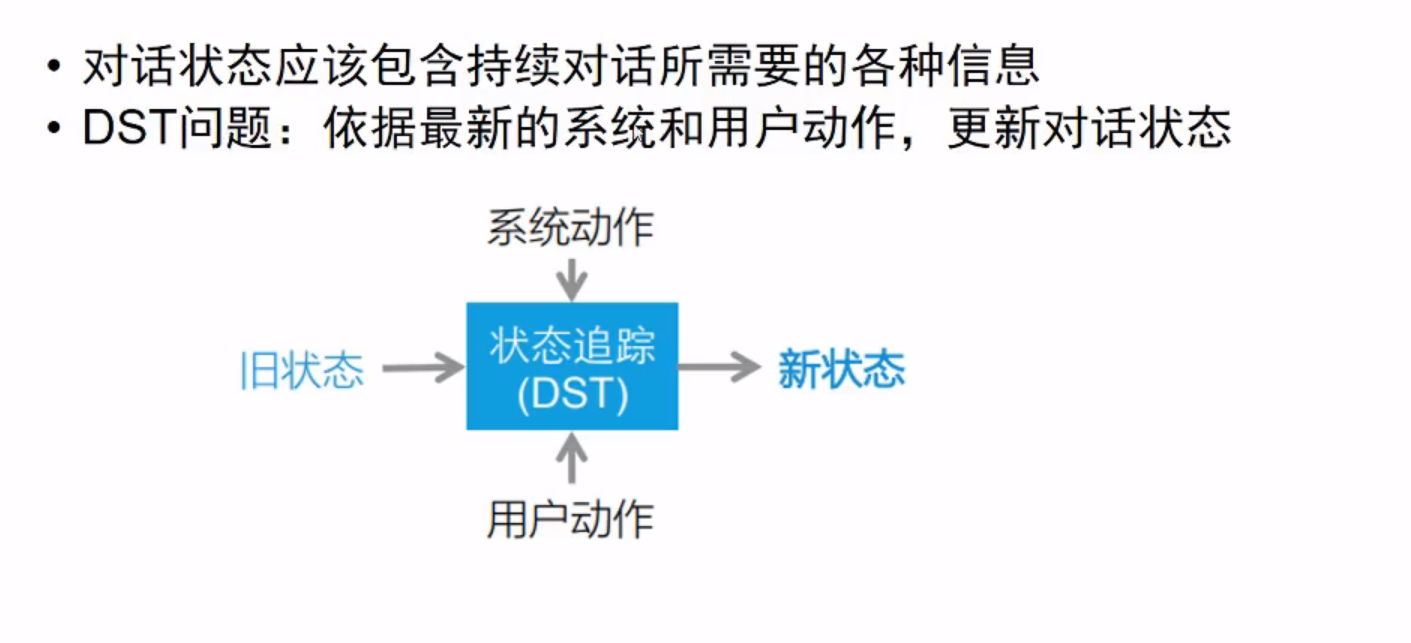 • 对话状态应该包含持续对话所需要的各种信息
• DST问题：依据最新的系统和用户动作，更新对话状态
系统动作
旧状态
状态追踪
(DST)
新状态
用户动作